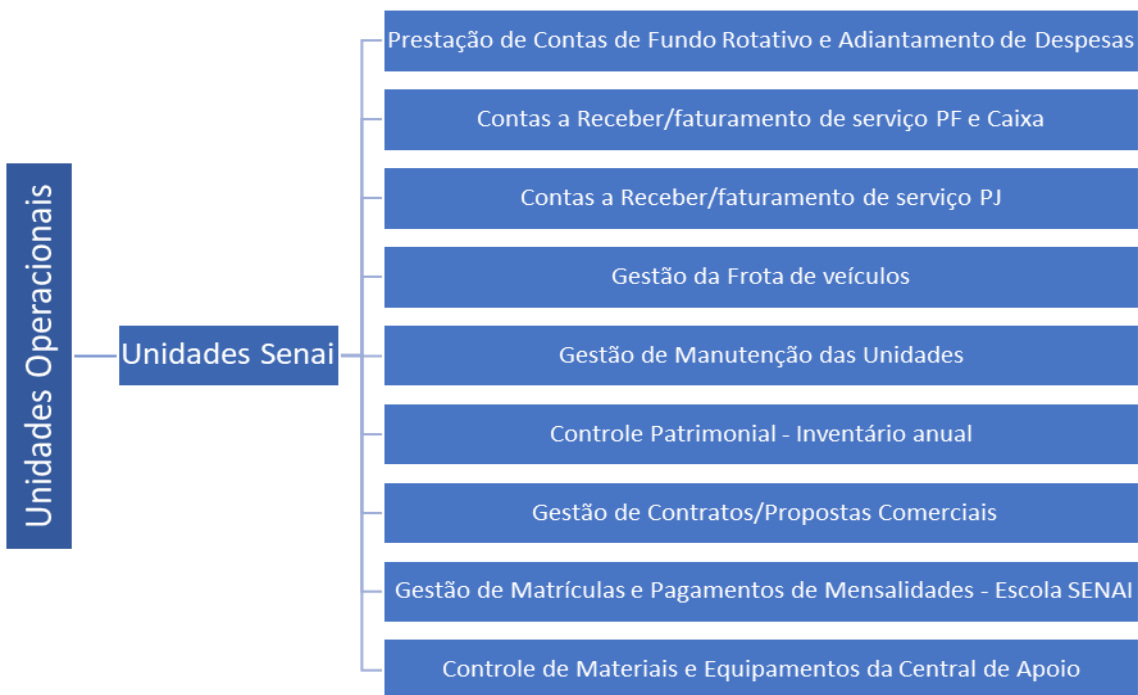 Unidades Operacionais
Unidades Senai
Prestação de Contas de Fundo Rotativo e Adiantamento de Despesas
Contas a Receber/faturamento de serviço PF e Caixa
Contas a Receber/faturamento de serviço PJ
Gestão da Frota de veículos
Gestão de Manutenção das Unidades
Controle Patrimonial - Inventário anual
Gestão de Contratos/Propostas Comerciais
Gestão de Matrículas e Pagamentos de Mensalidades - Escola SENAI
Controle de Materiais e Equipamentos da Central de Apoio